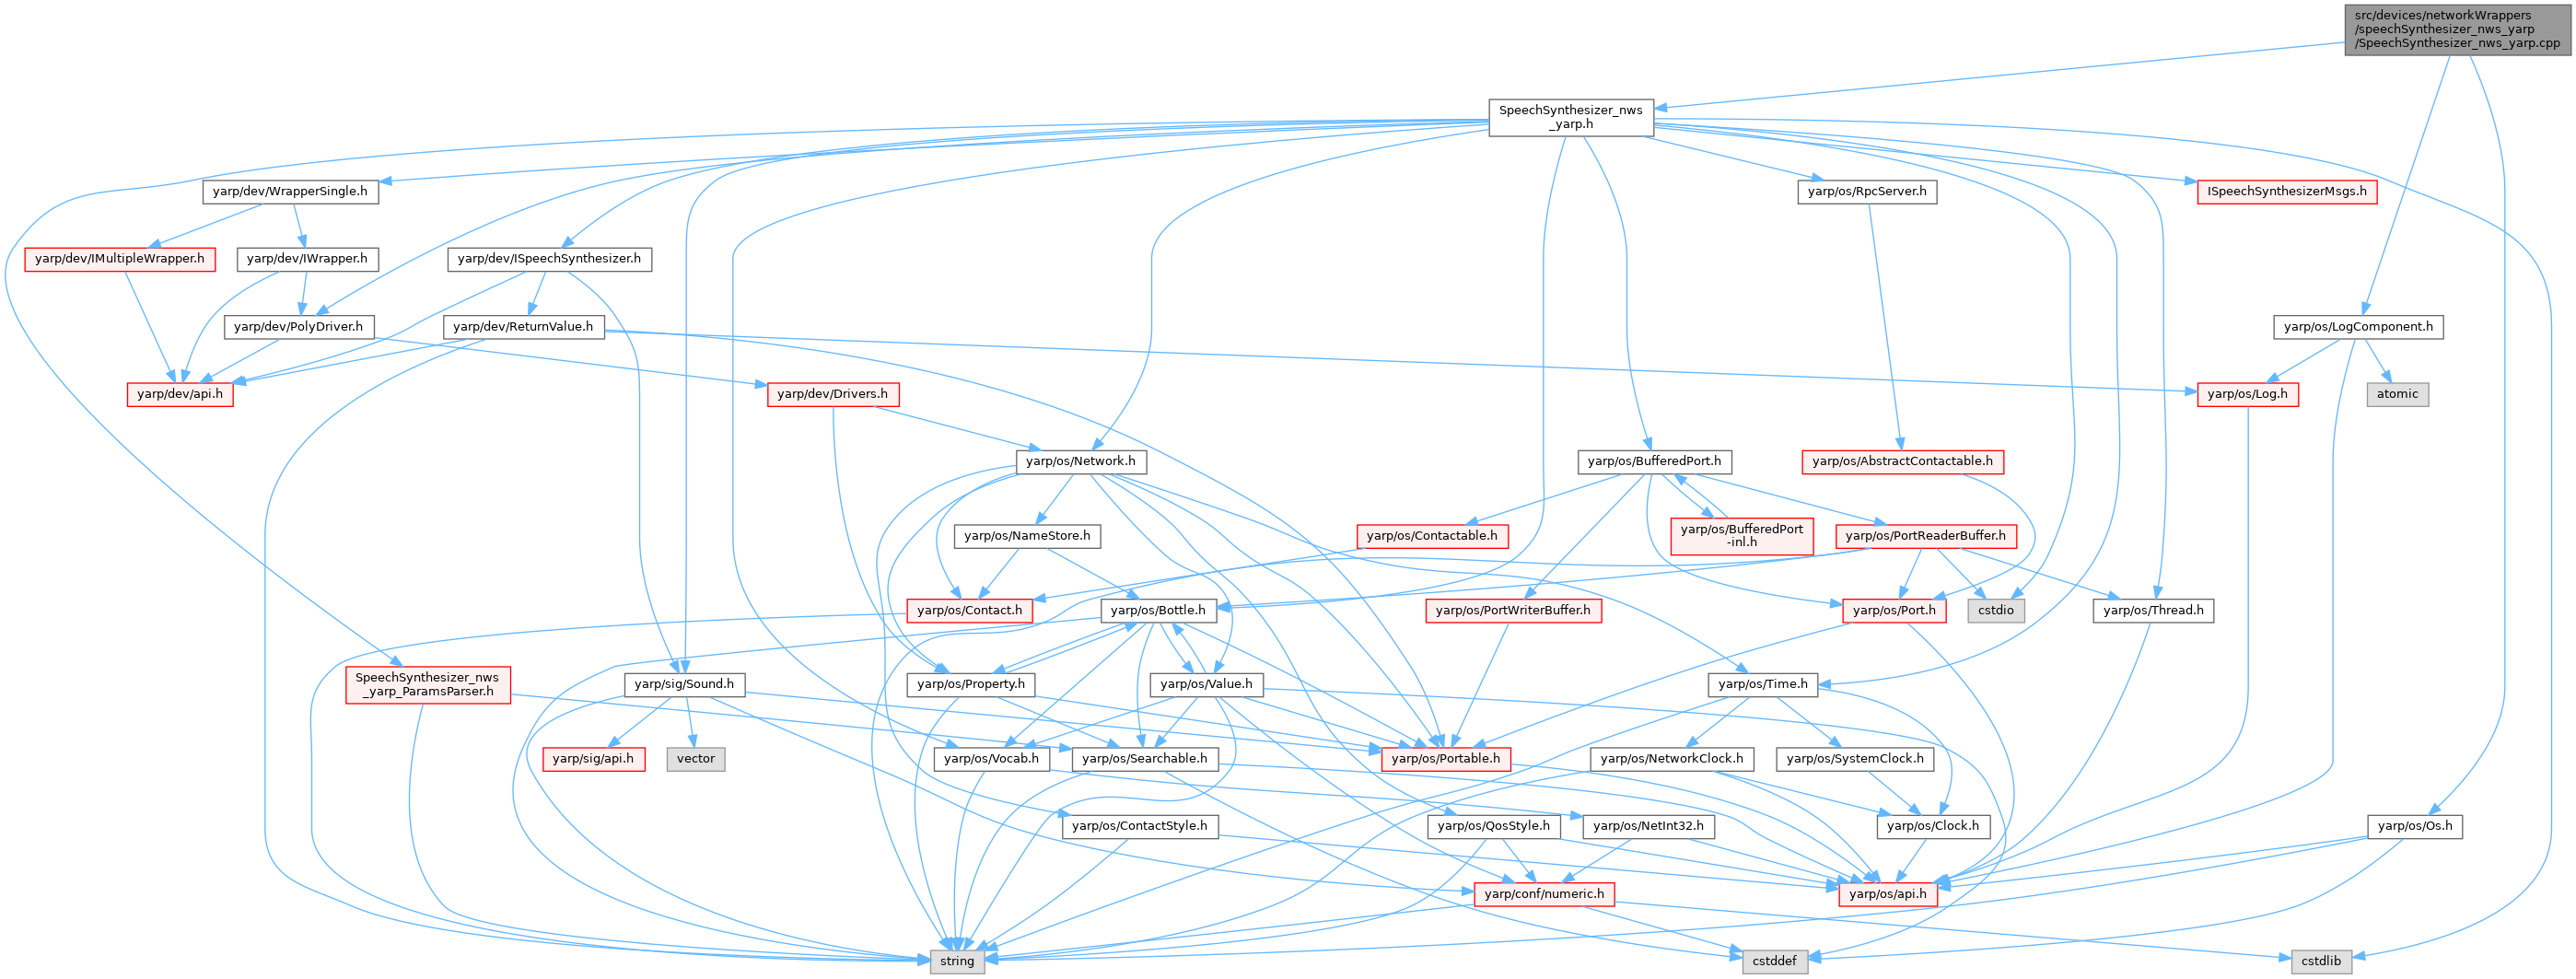 src/devices/networkWrappers
/speechSynthesizer_nws_yarp
/SpeechSynthesizer_nws_yarp.cpp
SpeechSynthesizer_nws
_yarp.h
yarp/dev/WrapperSingle.h
yarp/os/RpcServer.h
ISpeechSynthesizerMsgs.h
yarp/dev/IMultipleWrapper.h
yarp/dev/IWrapper.h
yarp/dev/ISpeechSynthesizer.h
yarp/dev/PolyDriver.h
yarp/dev/ReturnValue.h
yarp/os/LogComponent.h
yarp/dev/api.h
yarp/dev/Drivers.h
yarp/os/Log.h
atomic
yarp/os/Network.h
yarp/os/BufferedPort.h
yarp/os/AbstractContactable.h
yarp/os/NameStore.h
yarp/os/Contactable.h
yarp/os/BufferedPort
-inl.h
yarp/os/PortReaderBuffer.h
yarp/os/Contact.h
yarp/os/Bottle.h
yarp/os/PortWriterBuffer.h
yarp/os/Port.h
cstdio
yarp/os/Thread.h
SpeechSynthesizer_nws
_yarp_ParamsParser.h
yarp/sig/Sound.h
yarp/os/Property.h
yarp/os/Value.h
yarp/os/Time.h
yarp/sig/api.h
vector
yarp/os/Vocab.h
yarp/os/Searchable.h
yarp/os/Portable.h
yarp/os/NetworkClock.h
yarp/os/SystemClock.h
yarp/os/ContactStyle.h
yarp/os/QosStyle.h
yarp/os/NetInt32.h
yarp/os/Clock.h
yarp/os/Os.h
yarp/conf/numeric.h
yarp/os/api.h
string
cstddef
cstdlib